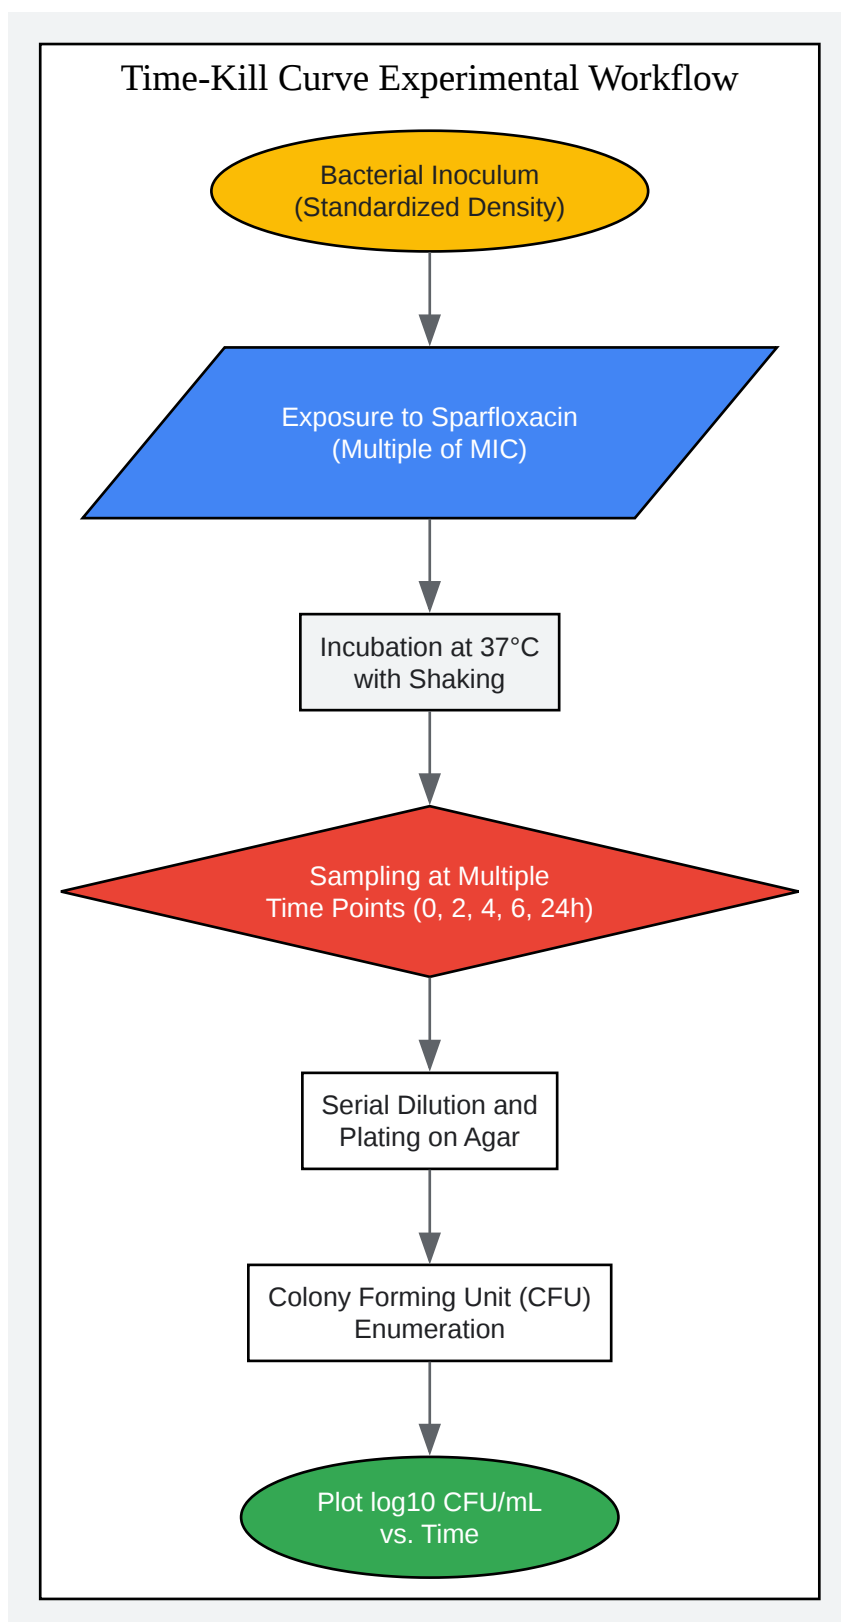 Time-Kill Curve Experimental Workflow
Bacterial Inoculum
(Standardized Density)
Exposure to Sparfloxacin
(Multiple of MIC)
Incubation at 37°C
with Shaking
Sampling at Multiple
Time Points (0, 2, 4, 6, 24h)
Serial Dilution and
Plating on Agar
Colony Forming Unit (CFU)
Enumeration
Plot log10 CFU/mL
vs. Time